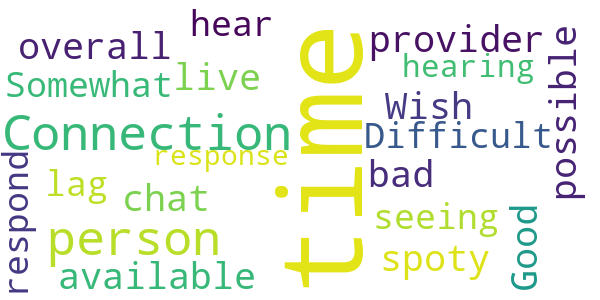 hear
overall
provider
hearing
Somewhat
live
possible
time
Wish
Connection
Difficult
response
bad
respond
lag
chat
seeing
person
Good
spoty
available